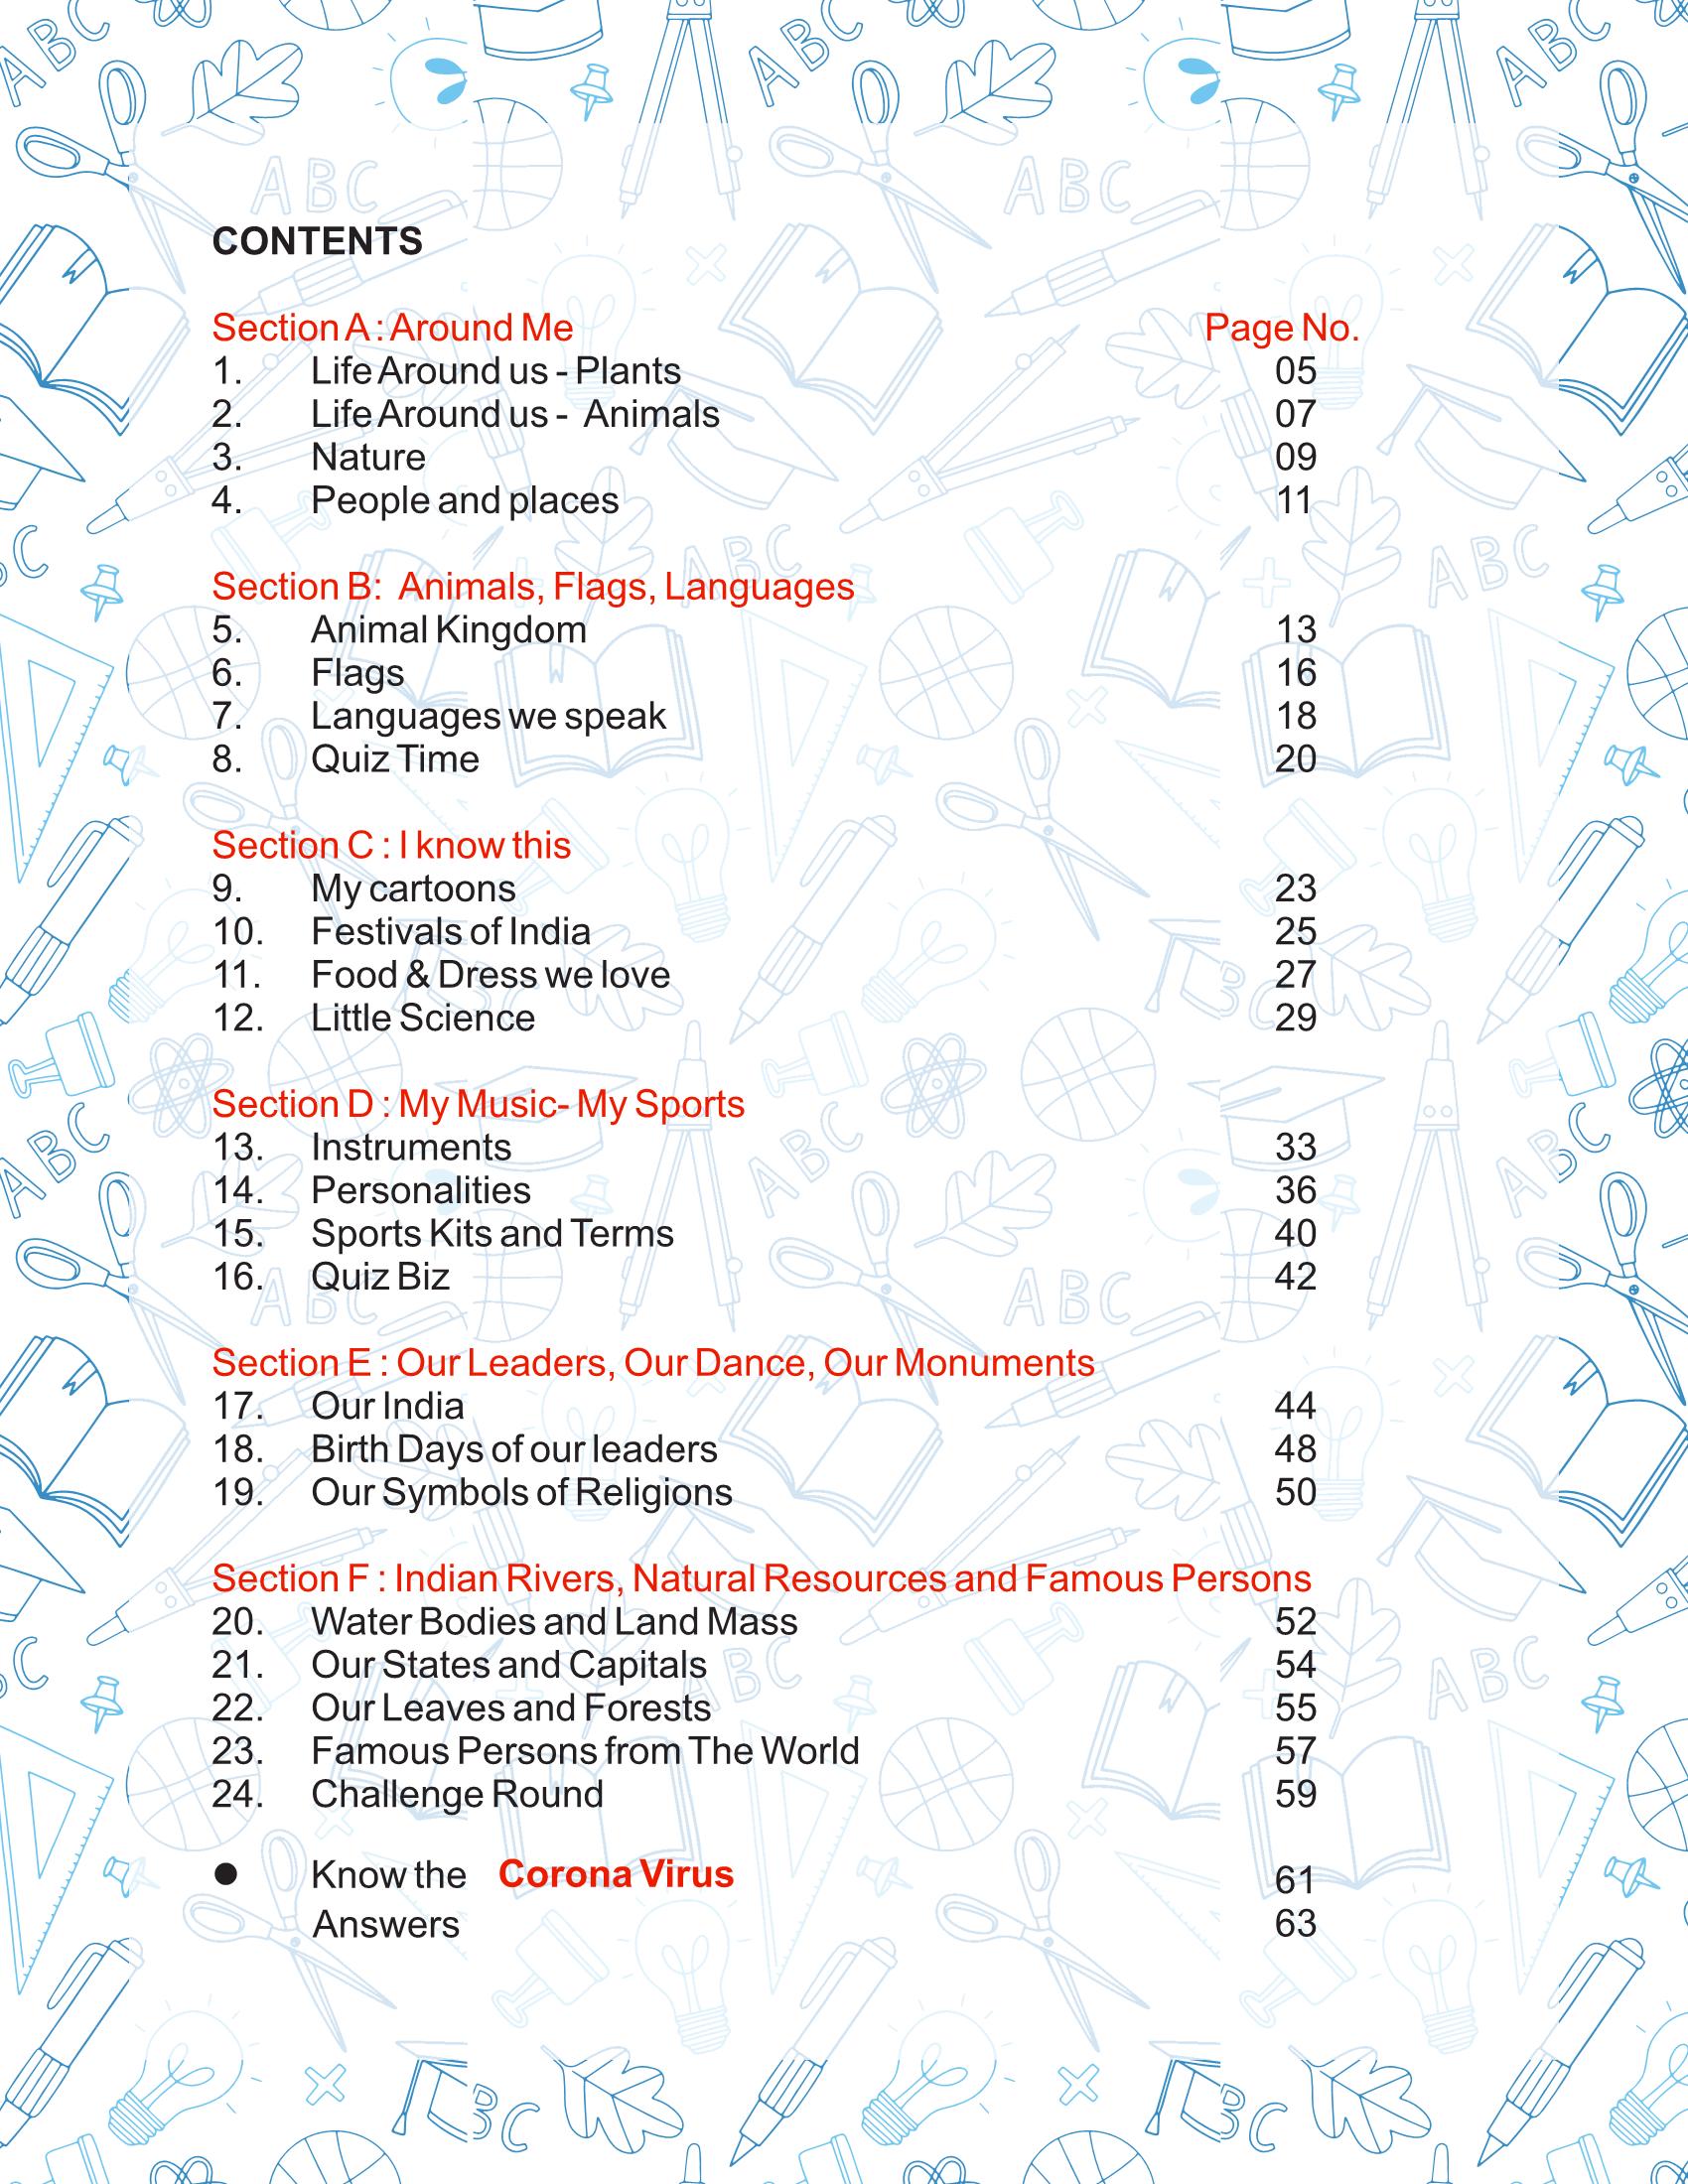 CONTENTS
Section A : Around Me Page No.
1. Life Around us - Plants 05
2. Life Around us - Animals 07
3. Nature 09
4. People and places 11
Section B: Animals, Flags, Languages
5. Animal Kingdom 13
6. Flags 16
7. Languages we speak 18
8. Quiz Time 20
Section C : I know this
9. My cartoons 23
10. Festivals of India 25
11. Food & Dress we love 27
12. Little Science 29
Section D : My Music- My Sports
13. Instruments 33
14. Personalities 36
15. Sports Kits and Terms 40
16. Quiz Biz 42
Section E : Our Leaders, Our Dance, Our Monuments
17. Our India 44
18. Birth Days of our leaders 48
19. Our Symbols of Religions 50
Section F : Indian Rivers, Natural Resources and Famous Persons
20. Water Bodies and Land Mass 52
21. Our States and Capitals 54
22. Our Leaves and Forests 55
23. Famous Persons from The World 57
24. Challenge Round 59
● Know the Corona Virus 61
Answers 63